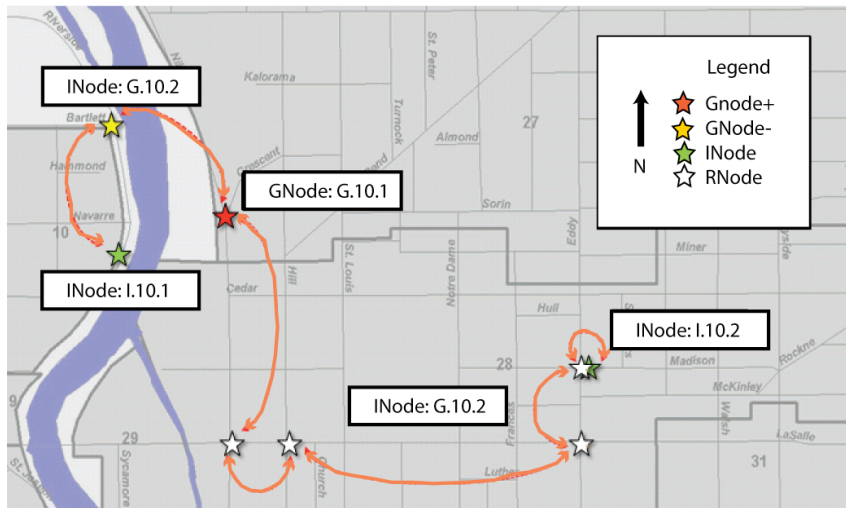 Riverside
INode: G.10.2
Bartlett
Hammond
Navarre
10
INode: I.10.1
Kalorama
Turnock
St. Peter
Almond
27
Crescent
GNode: G.10.1
Sorin
Eddy
Legend
N
Gnode+
GNode-
INode
RNode
Miner
Cedar
Hill
St. Louis
Notre Dame
Hull
INode: I.10.2
28
Madison
Rockne
McKinley
INode: G.10.2
Frances
Walsh
LaSalle
29
Sycamore
Church
Luther
31